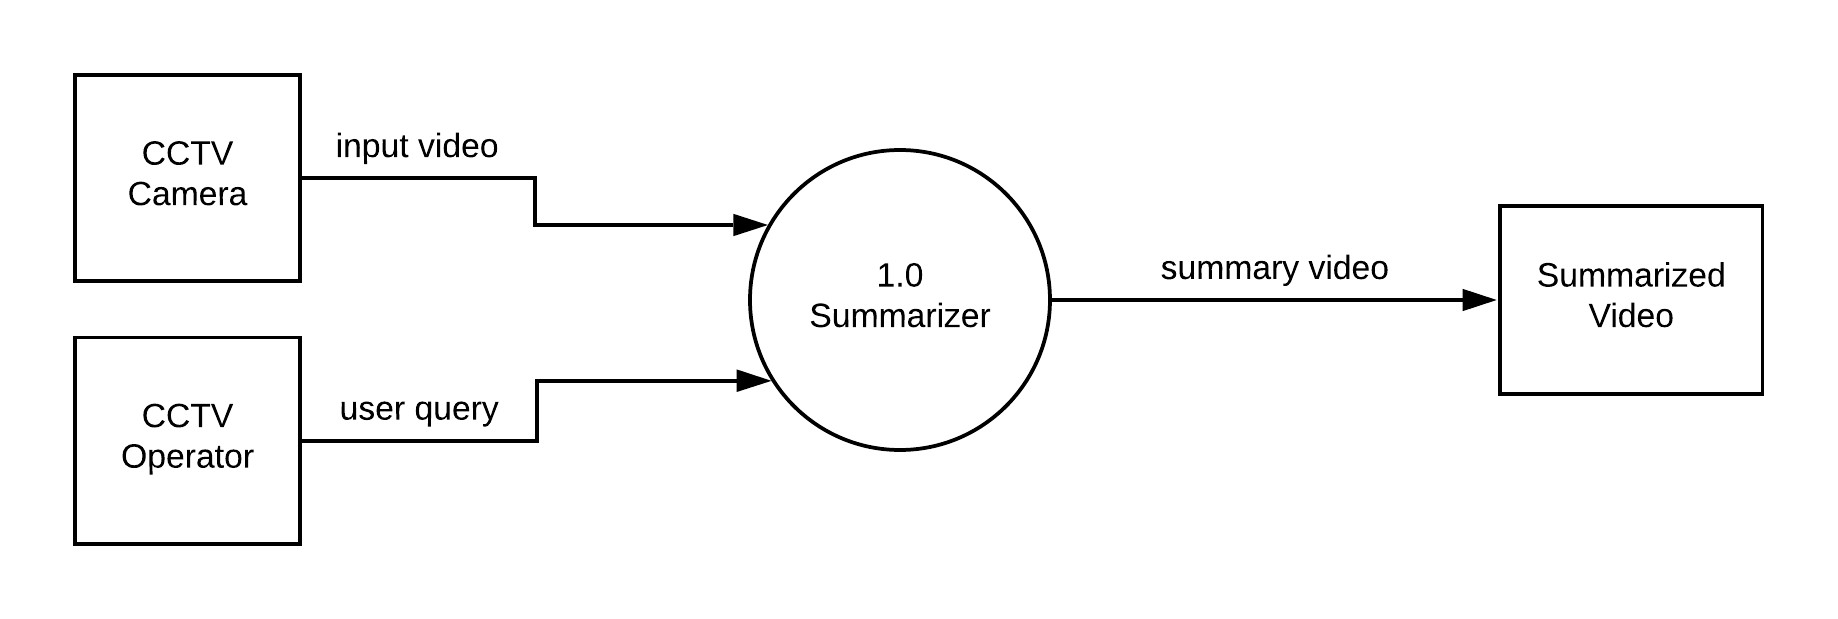 CCTV
Camera
input video
CCTV
Operator
user query
1.0
Summarizer
summary video
Summarized
Video